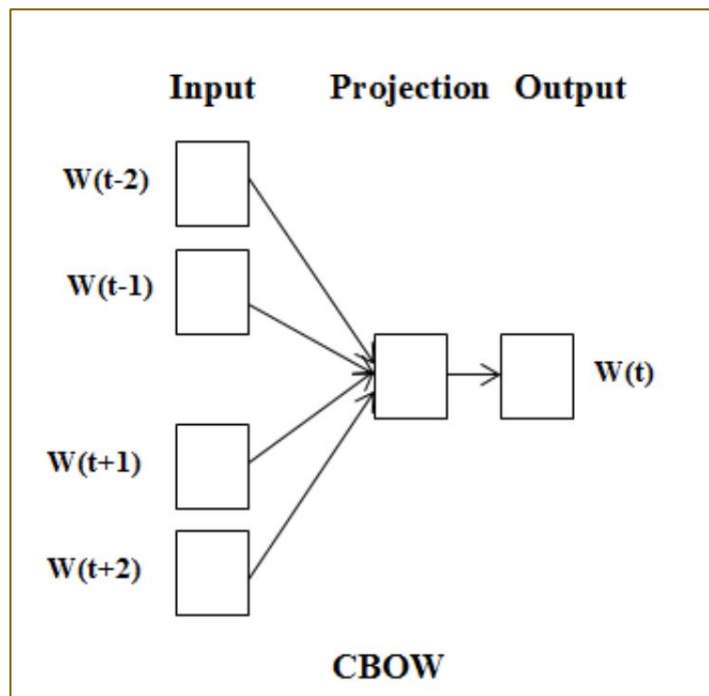 Input Projection Output
W(t-2)
W(t-1)
W(t)
W(t+1)
W(t+2)
CBOW